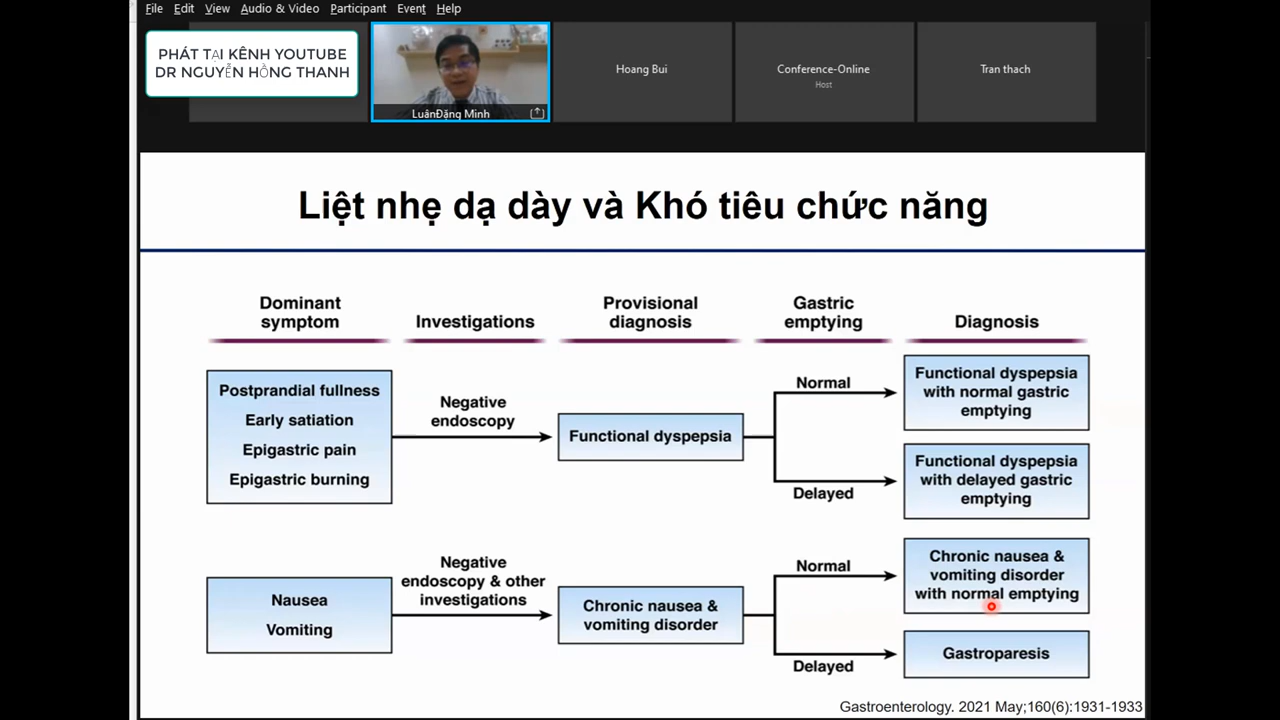 File Edit View Audio & Video Participant Event Help
PHÁT TẠI KÊNH YOUTUBE
DR NGUYỄN HỒNG THANH
LuânĐặng Minh
Hoang Bui
Conference-Online
Host
Tran thach
Liệt nhẹ dạ dày và Khó tiêu chức năng
Dominant
symptom
Investigations
Provisional
diagnosis
Gastric
emptying
Diagnosis
Postprandial fullness
Early satiation
Epigastric pain
Epigastric burning
Negative
endoscopy
Functional dyspepsia
Normal
Delayed
Functional dyspepsia
with normal gastric
emptying
Functional dyspepsia
with delayed gastric
emptying
Nausea
Vomiting
Negative
endoscopy & other
investigations
Chronic nausea &
vomiting disorder
Normal
Delayed
Chronic nausea &
vomiting disorder
with normal emptying
Gastroparesis
Gastroenterology. 2021 May;160(6):1931-1933